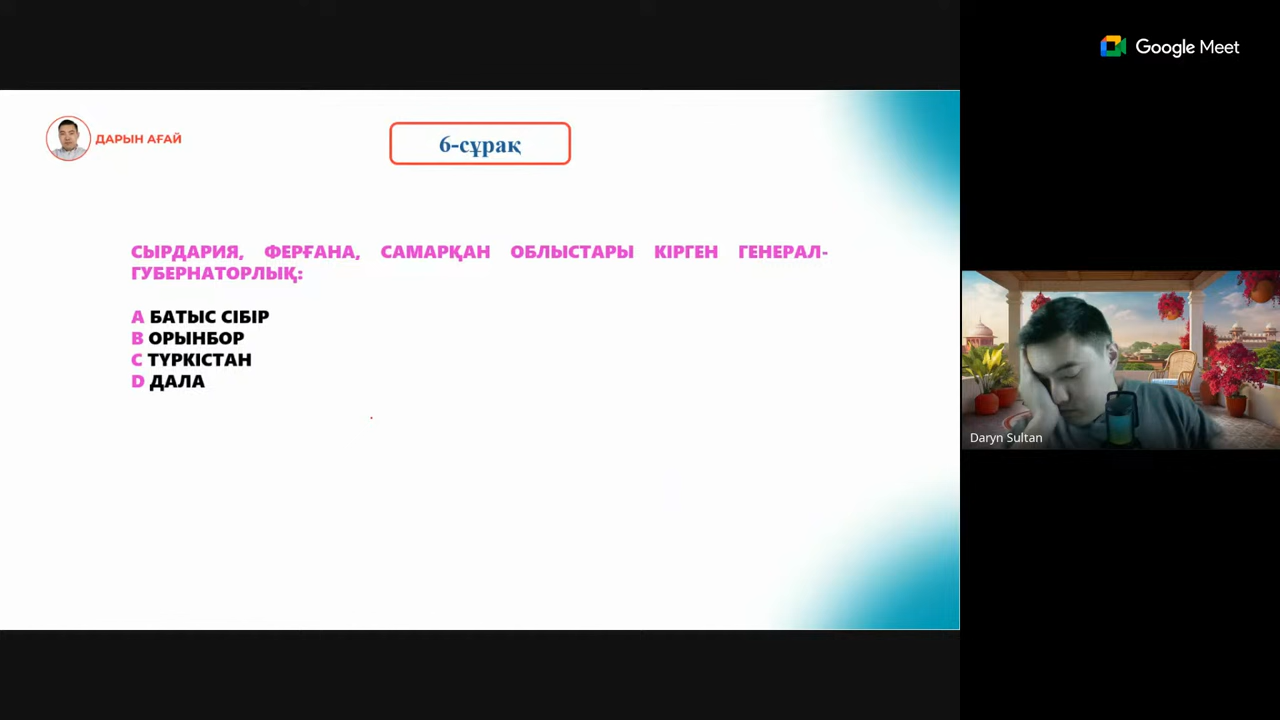 Google Meet
ДАРЫН АҒАЙ
6-сұрақ
СЫРДАРИЯ, ФЕРҒАНА, САМАРҚАН ОБЛЫСТАРЫ КІРГЕН ГЕНЕРАЛ-
ГУБЕРНАТОРЛЫҚ:
A БАТЫС СІБІР
B ОРЫНБОР
C ТҮРКІСТАН
D ДАЛА
Daryn Sultan